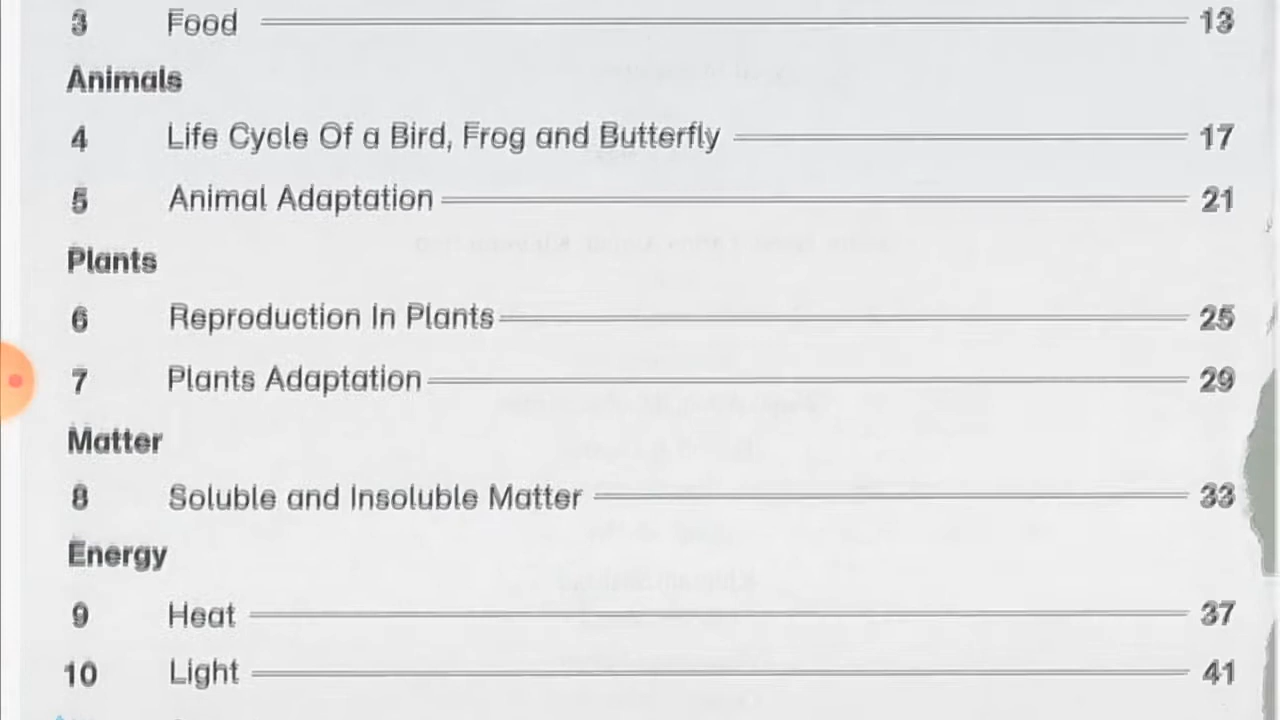 3 Food 13
Animals
4 Life Cycle Of a Bird, Frog and Butterfly 17
5 Animal Adaptation 21
Plants
6 Reproduction In Plants 25
7 Plants Adaptation 29
Matter
8 Soluble and Insoluble Matter 33
Energy
9 Heat 37
10 Light 41